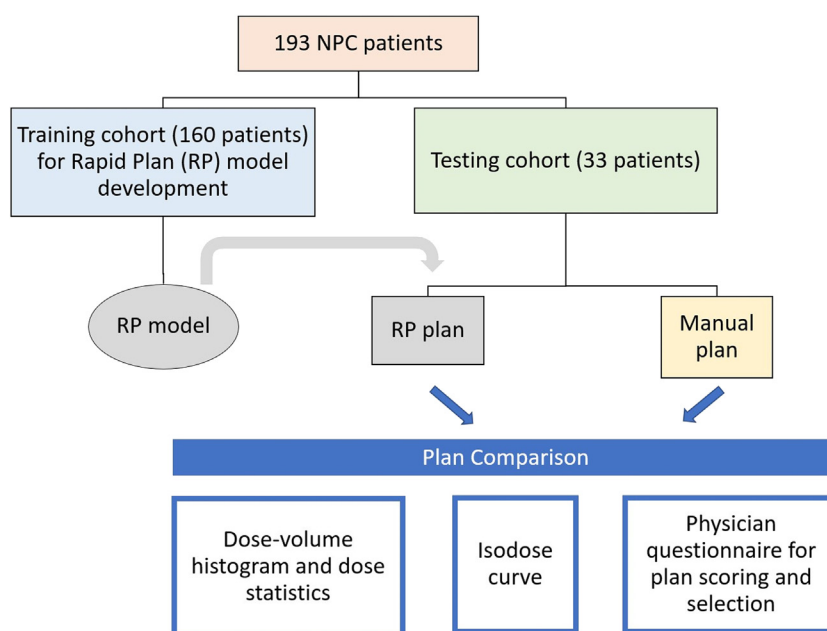 193 NPC patients
Training cohort (160 patients)
for Rapid Plan (RP) model
development
Testing cohort (33 patients)
RP model
RP plan
Manual
plan
Plan Comparison
Dose-volume
histogram and dose
statistics
Isodose
curve
Physician
questionnaire for
plan scoring and
selection